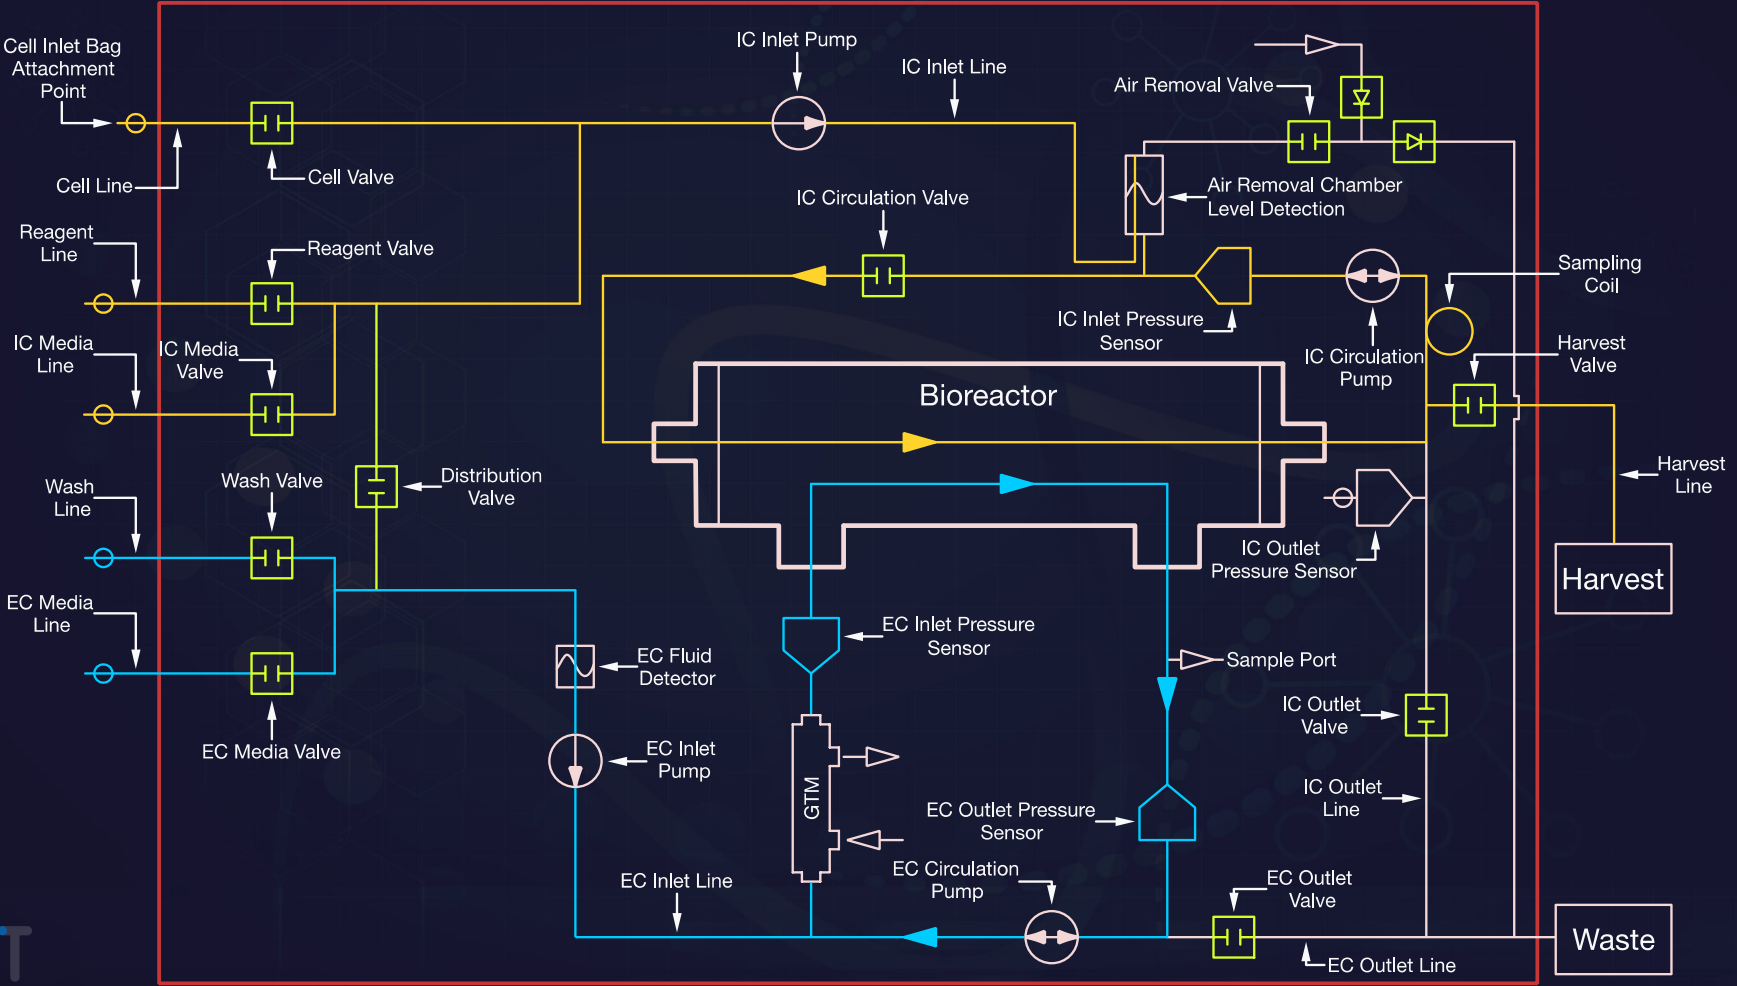 Cell Inlet Bag
Attachment
Point
Cell Line
Cell Valve
Reagent
Line
Reagent Valve
IC Media
Line
IC Media
Valve
Wash
Line
Wash Valve
Distribution
Valve
EC Media
Line
EC Media Valve
IC Inlet Pump
IC Inlet Line
Air Removal Valve
Air Removal Chamber
Level Detection
IC Circulation Valve
IC Inlet Pressure
Sensor
IC Circulation
Pump
Sampling
Coil
Harvest
Valve
Bioreactor
Harvest
Line
IC Outlet
Pressure Sensor
Harvest
EC Inlet Pressure
Sensor
EC Fluid
Detector
Sample Port
EC Inlet
Pump
GTM
IC Outlet
Valve
IC Outlet
Line
EC Outlet Pressure
Sensor
EC Circulation
Pump
EC Inlet Line
EC Outlet
Valve
EC Outlet Line
Waste
T